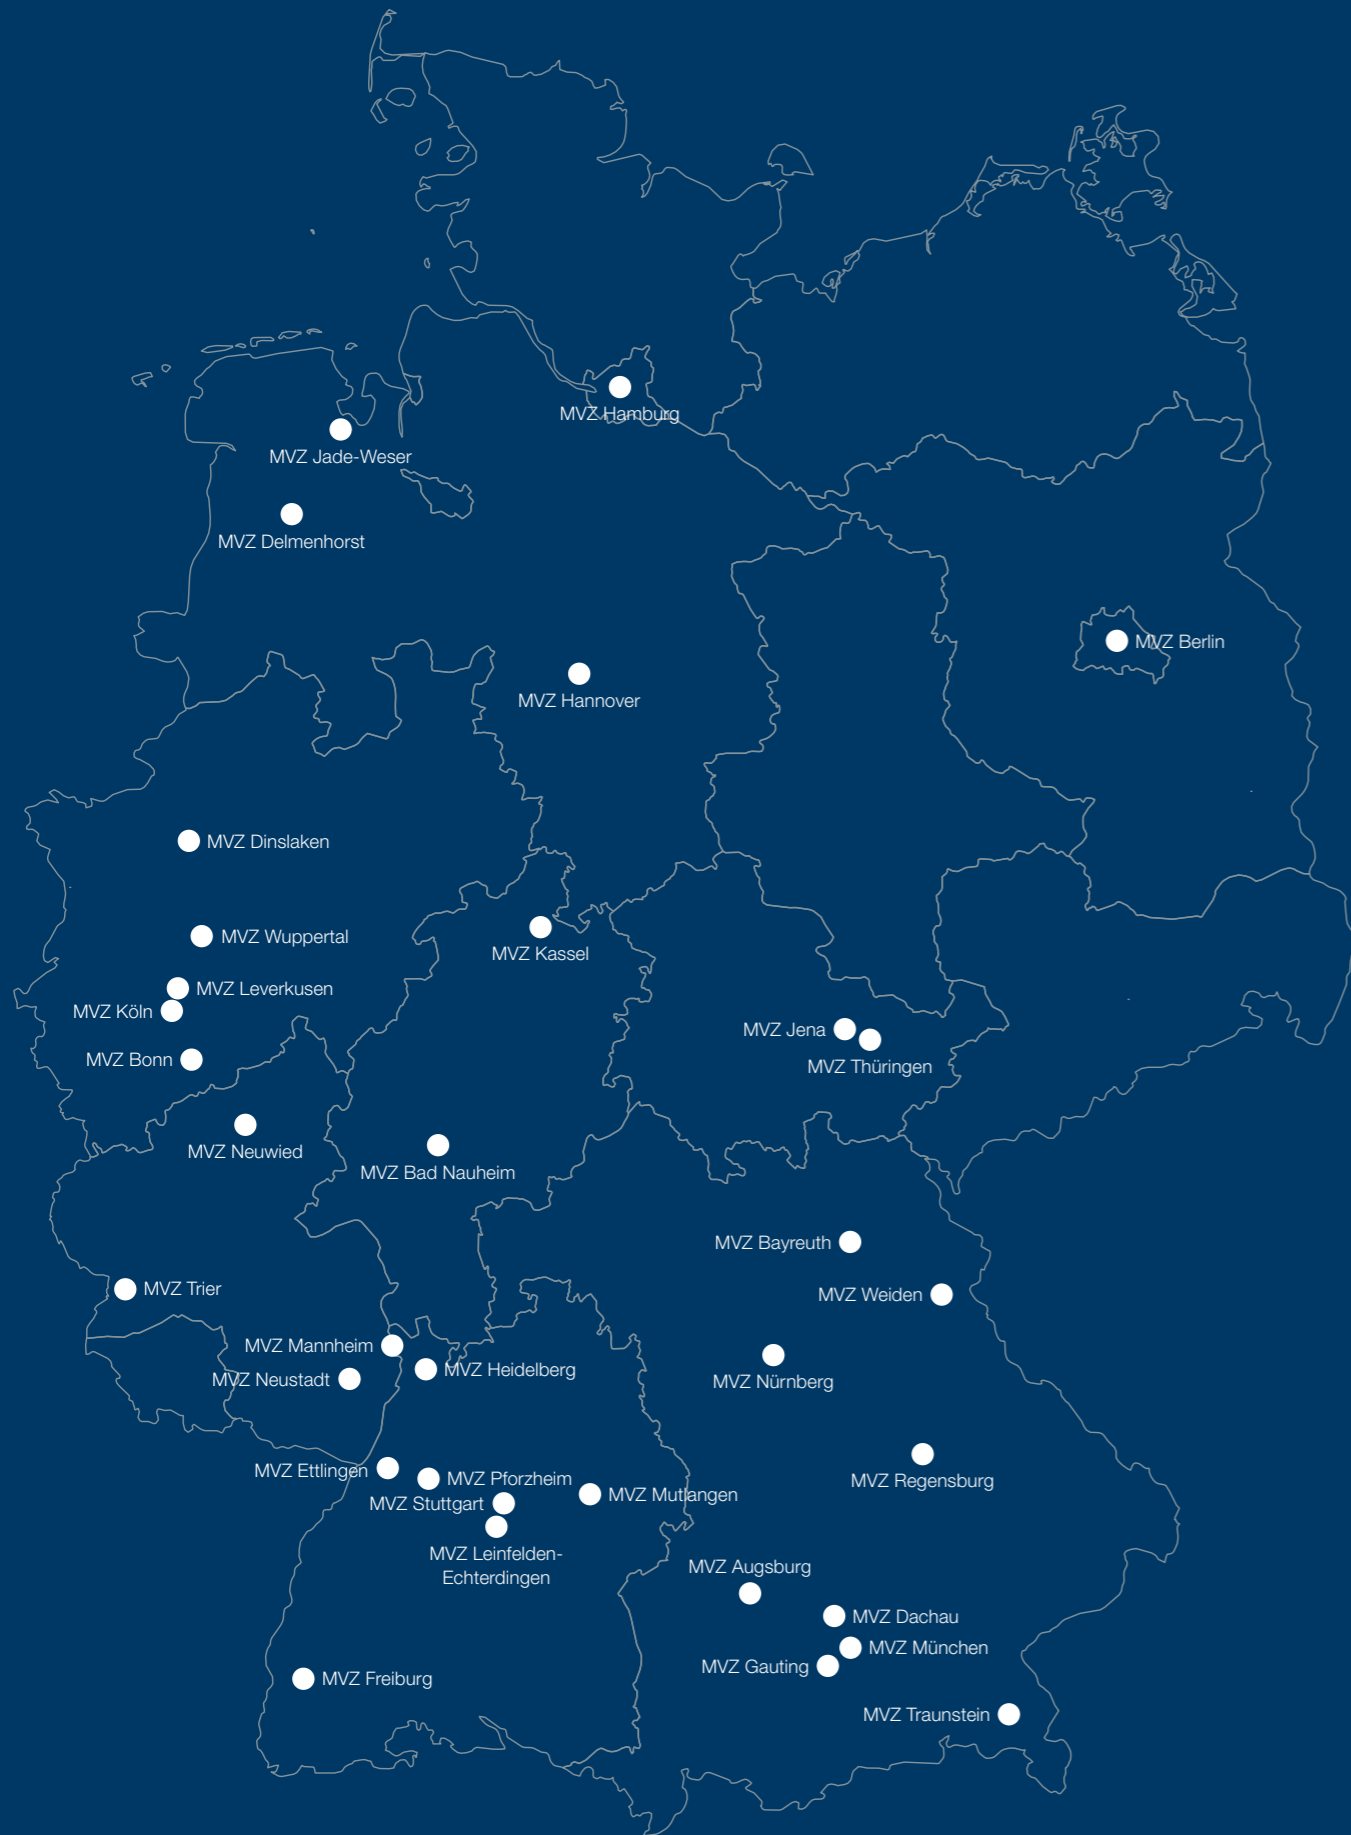 MVZ Hamburg
MVZ Jade-Weser
MVZ Delmenhorst
MVZ Berlin
MVZ Hannover
MVZ Dinslaken
MVZ Wuppertal
MVZ Kassel
MVZ Leverkusen
MVZ Köln
MVZ Jena
MVZ Bonn
MVZ Thüringen
MVZ Neuwied
MVZ Bad Nauheim
MVZ Bayreuth
MVZ Trier
MVZ Weiden
MVZ Mannheim
MVZ Heidelberg
MVZ Neustadt
MVZ Nürnberg
MVZ Ettlingen
MVZ Pforzheim
MVZ Regensburg
MVZ Mutlangen
MVZ Stuttgart
MVZ Leinfelden-
Echterdingen
MVZ Augsburg
MVZ Dachau
MVZ München
MVZ Gauting
MVZ Freiburg
MVZ Traunstein